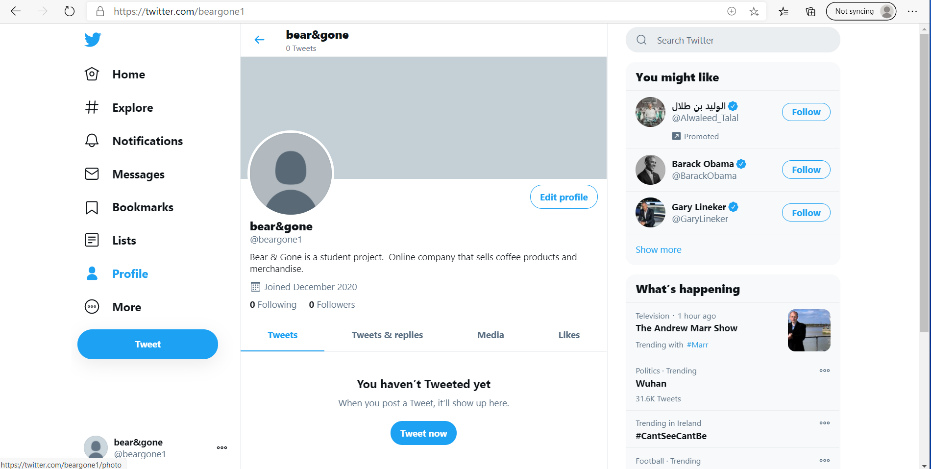 https://twitter.com/beargone1
Not syncing
bear&gone
0 Tweets
Home
Explore
Notifications
Messages
Bookmarks
Lists
Profile
More
Tweet
bear&gone
@beargone1
https://twitter.com/beargone1/photo
Edit profile
bear&gone
@beargone1
Bear & Gone is a student project. Online company that sells coffee products and
merchandise.
Joined December 2020
0 Following 0 Followers
Tweets Tweets & replies Media Likes
You haven't Tweeted yet
When you post a Tweet, it'll show up here.
Tweet now
Search Twitter
You might like
الوليد بن طلال
@Alwaleed_Talal
Follow
Promoted
Barack Obama
@BarackObama
Follow
Gary Lineker
@GaryLineker
Follow
Show more
What's happening
Television · 1 hour ago
The Andrew Marr Show
Trending with #Marr
Politics · Trending
Wuhan
31.6K Tweets
Trending in Ireland
#CantSeeCantBe
Football · Trending